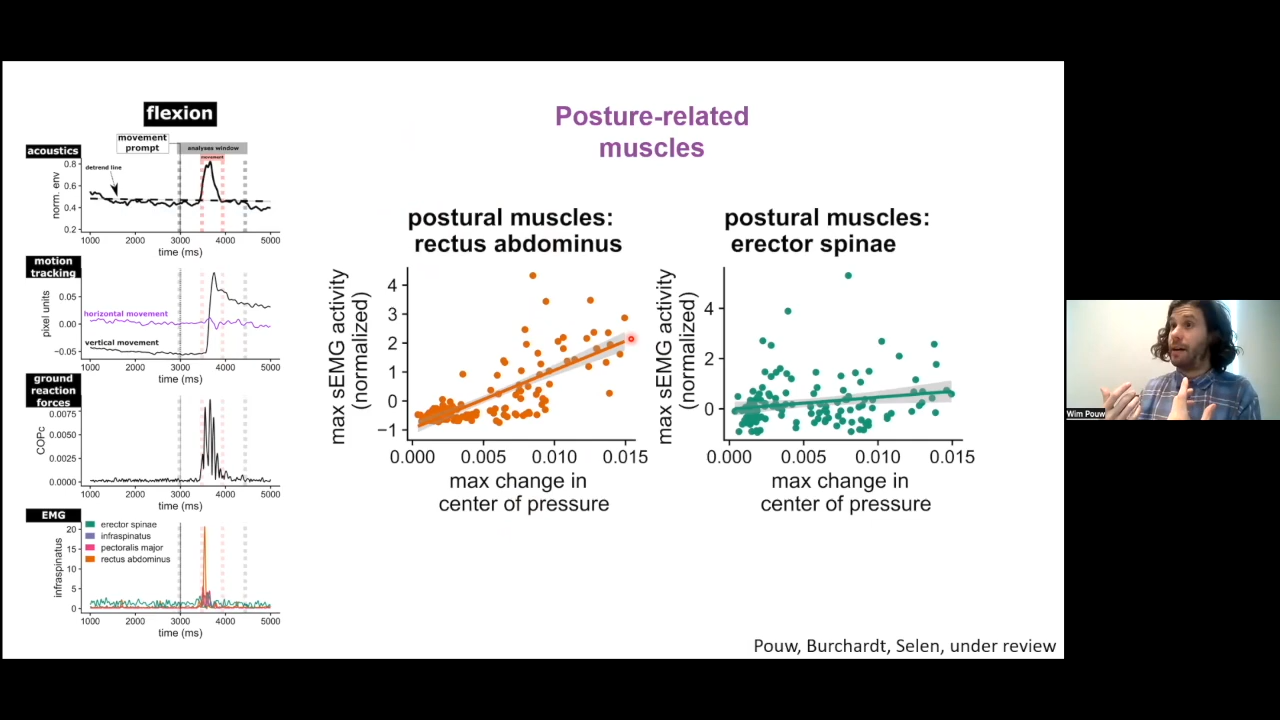 flexion
movement
prompt
analyses window
movement
acoustics
detrend line
norm. env
0.8
0.6
0.4
0.2
1000 2000 3000 4000 5000
time (ms)
motion
tracking
pixel units
0.05
0.00
−0.05
horizontal movement
vertical movement
1000 2000 3000 4000 5000
time (ms)
ground
reaction
forces
COPc
0.0075
0.0050
0.0025
0.0000
1000 2000 3000 4000 5000
time (ms)
EMG
infraspinatus
20
15
10
5
0
erector spinae
infraspinatus
pectoralis major
rectus abdominus
1000 2000 3000 4000 5000
time (ms)
Posture-related
muscles
postural muscles:
rectus abdominus
max sEMG activity
(normalized)
4
3
2
1
0
−1
0.000 0.005 0.010 0.015
max change in
center of pressure
postural muscles:
erector spinae
max sEMG activity
(normalized)
4
2
0
0.000 0.005 0.010 0.015
max change in
center of pressure
Pouw, Burchardt, Selen, under review
Wim Pouw